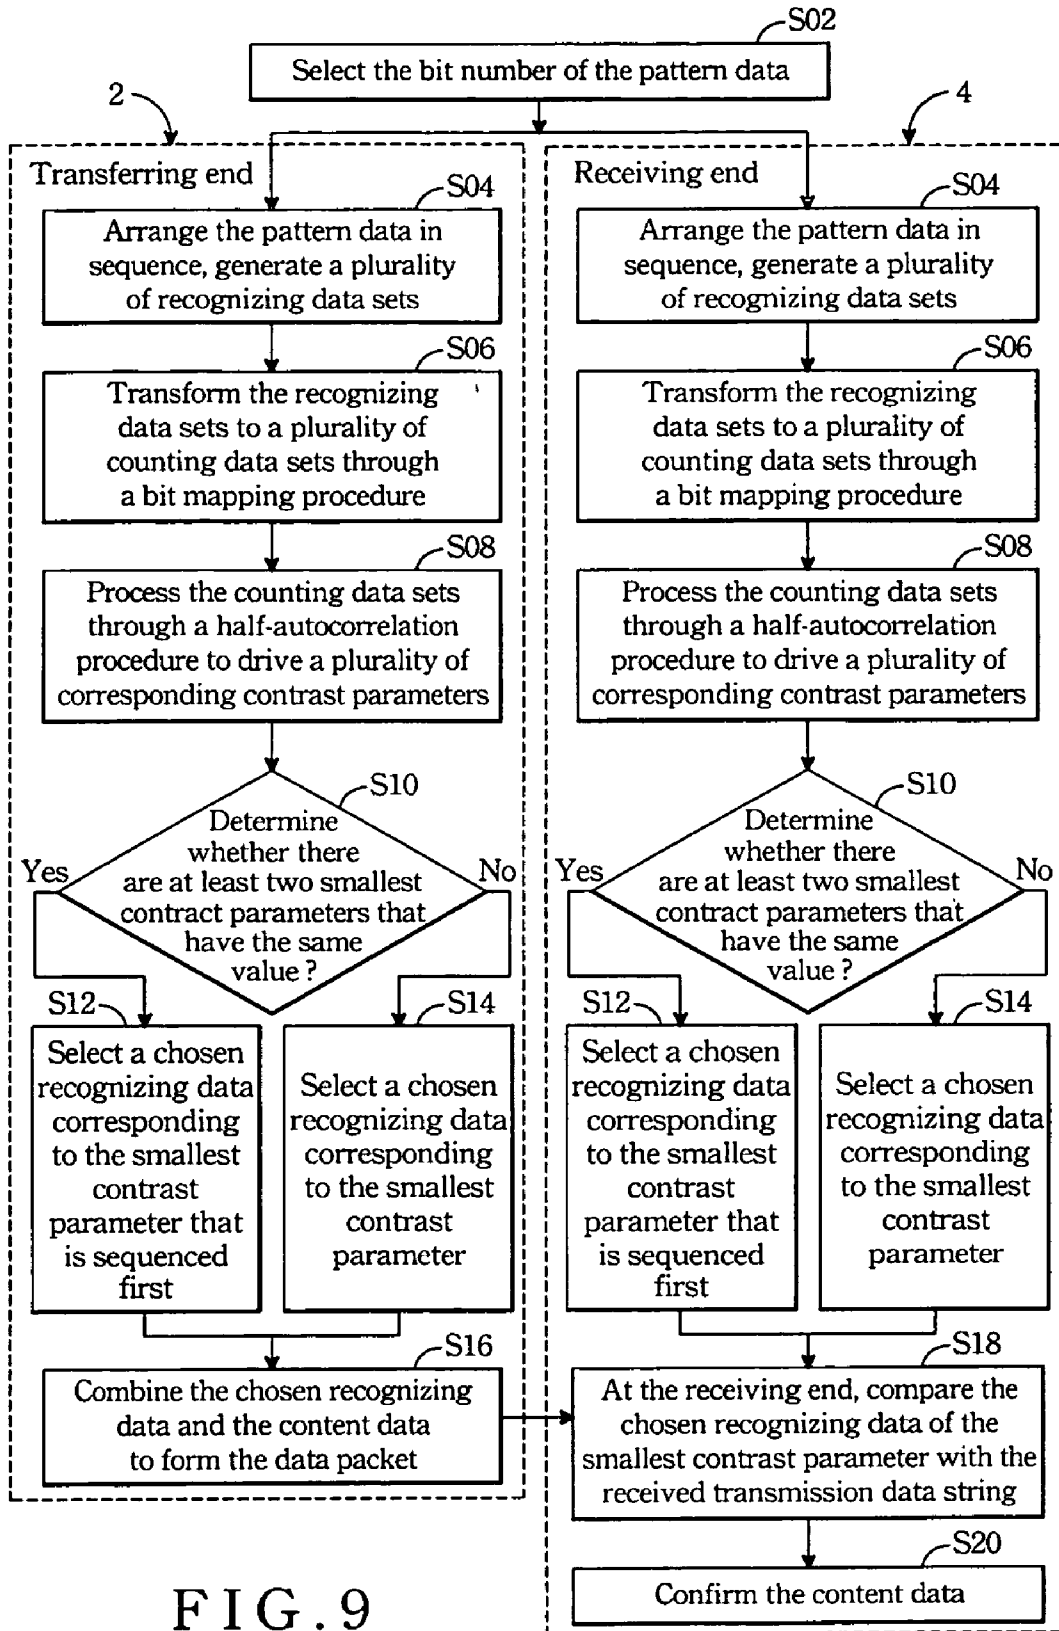 S02
Select the bit number of the pattern data
2
4
Transferring end
S04
Arrange the pattern data in
sequence, generate a plurality
of recognizing data sets
S06
Transform the recognizing
data sets to a plurality of
counting data sets through
a bit mapping procedure
S08
Process the counting data sets
through a half-autocorrelation
procedure to drive a plurality of
corresponding contrast parameters
S10
Determine
whether there
are at least two smallest
contract parameters that
have the same
value ?
Yes
No
S12
Select a chosen
recognizing data
corresponding
to the smallest
contrast
parameter that
is sequenced
first
S14
Select a chosen
recognizing data
corresponding
to the smallest
contrast
parameter
S16
Combine the chosen recognizing
data and the content data
to form the data packet
Receiving end
S04
Arrange the pattern data in
sequence, generate a plurality
of recognizing data sets
S06
Transform the recognizing
data sets to a plurality of
counting data sets through
a bit mapping procedure
S08
Process the counting data sets
through a half-autocorrelation
procedure to drive a plurality of
corresponding contrast parameters
S10
Determine
whether there
are at least two smallest
contract parameters that
have the same
value ?
Yes
No
S12
Select a chosen
recognizing data
corresponding
to the smallest
contrast
parameter that
is sequenced
first
S14
Select a chosen
recognizing data
corresponding
to the smallest
contrast
parameter
S18
At the receiving end, compare the
chosen recognizing data of the
smallest contrast parameter with the
received transmission data string
S20
Confirm the content data
FIG.9